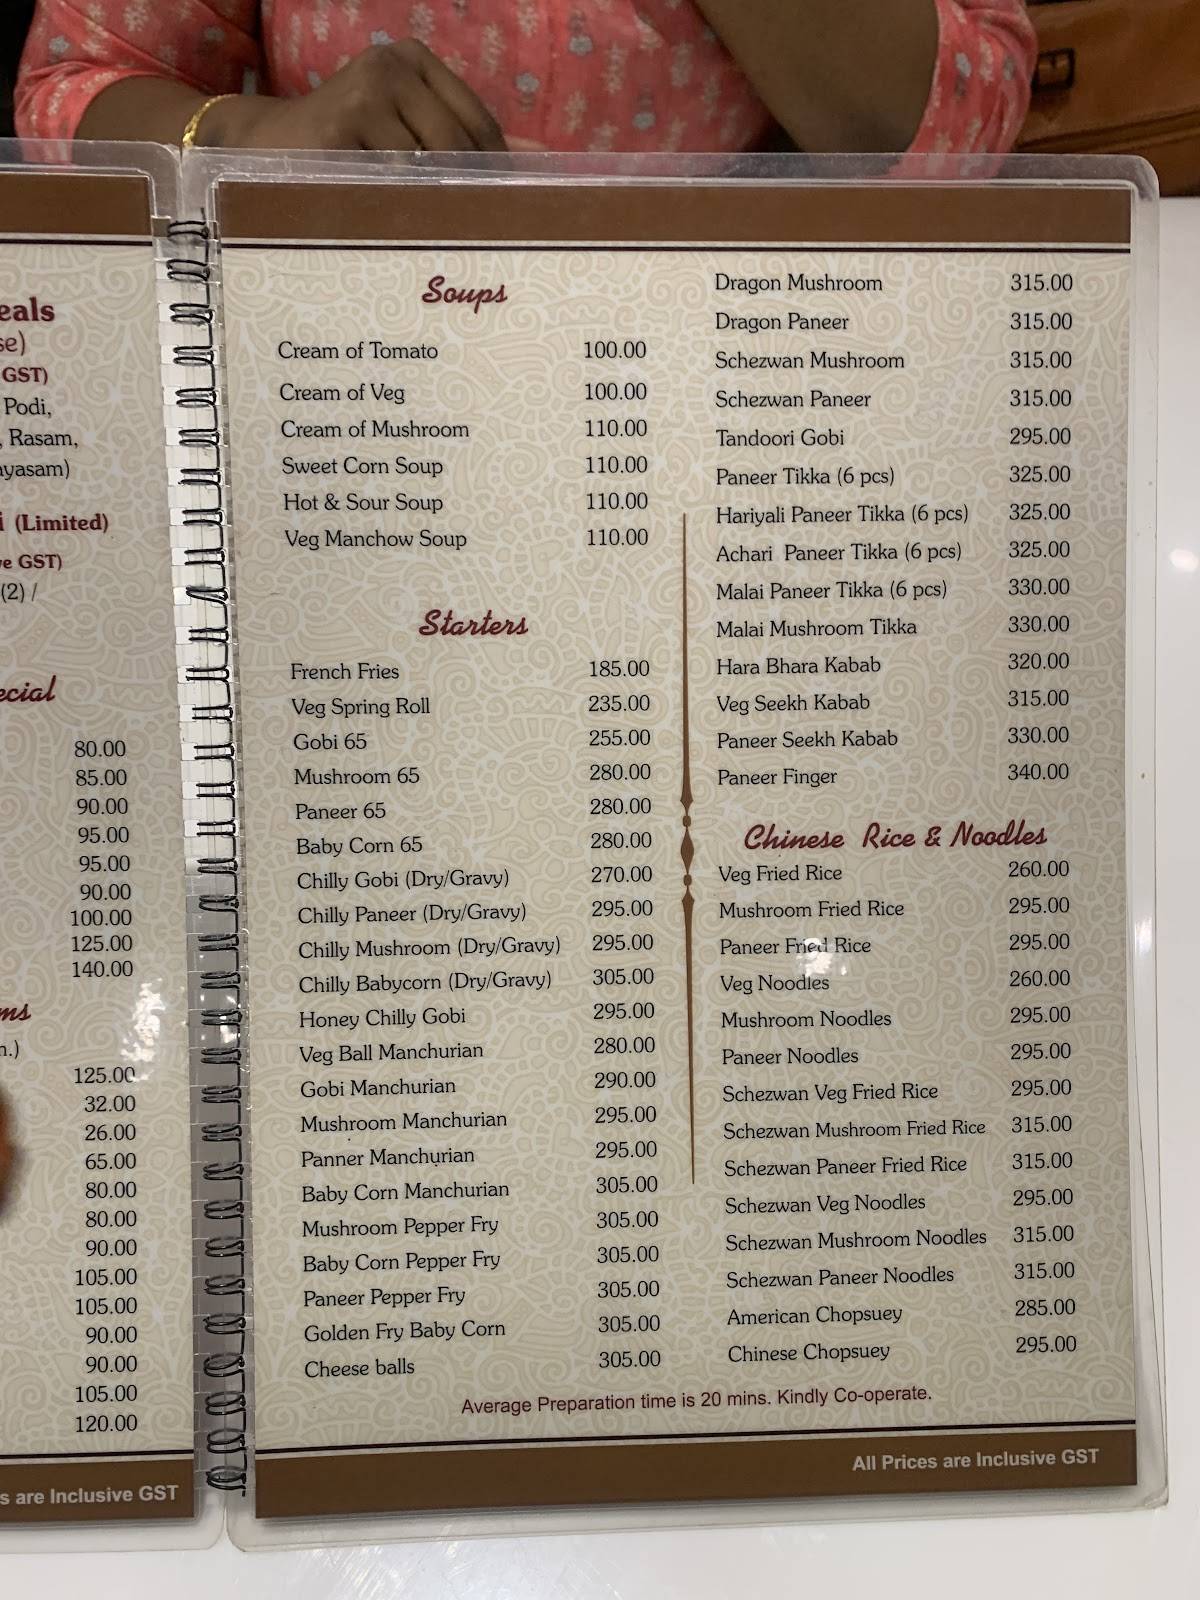 eals
se)
GST)
Podi,
, Rasam,
ayasam)
i (Limited)
ve GST)
(2) /
ecial
80.00
85.00
90.00
95.00
95.00
90.00
100.00
125.00
140.00
ms
n.)
125.00
32.00
26.00
65.00
80.00
80.00
90.00
105.00
105.00
90.00
90.00
105.00
120.00
s are Inclusive GST
Soups
Cream of Tomato 100.00
Cream of Veg 100.00
Cream of Mushroom 110.00
Sweet Corn Soup 110.00
Hot & Sour Soup 110.00
Veg Manchow Soup 110.00
Starters
French Fries 185.00
Veg Spring Roll 235.00
Gobi 65 255.00
Mushroom 65 280.00
Paneer 65 280.00
Baby Corn 65 280.00
Chilly Gobi (Dry/Gravy) 270.00
Chilly Paneer (Dry/Gravy) 295.00
Chilly Mushroom (Dry/Gravy) 295.00
Chilly Babycorn (Dry/Gravy) 305.00
Honey Chilly Gobi 295.00
Veg Ball Manchurian 280.00
Gobi Manchurian 290.00
Mushroom Manchurian 295.00
Panner Manchurian 295.00
Baby Corn Manchurian 305.00
Mushroom Pepper Fry 305.00
Baby Corn Pepper Fry 305.00
Paneer Pepper Fry 305.00
Golden Fry Baby Corn 305.00
Cheese balls 305.00
Dragon Mushroom 315.00
Dragon Paneer 315.00
Schezwan Mushroom 315.00
Schezwan Paneer 315.00
Tandoori Gobi 295.00
Paneer Tikka (6 pcs) 325.00
Hariyali Paneer Tikka (6 pcs) 325.00
Achari Paneer Tikka (6 pcs) 325.00
Malai Paneer Tikka (6 pcs) 330.00
Malai Mushroom Tikka 330.00
Hara Bhara Kabab 320.00
Veg Seekh Kabab 315.00
Paneer Seekh Kabab 330.00
Paneer Finger 340.00
Chinese Rice & Noodles
Veg Fried Rice 260.00
Mushroom Fried Rice 295.00
Paneer Fried Rice 295.00
Veg Noodles 260.00
Mushroom Noodles 295.00
Paneer Noodles 295.00
Schezwan Veg Fried Rice 295.00
Schezwan Mushroom Fried Rice 315.00
Schezwan Paneer Fried Rice 315.00
Schezwan Veg Noodles 295.00
Schezwan Mushroom Noodles 315.00
Schezwan Paneer Noodles 315.00
American Chopsuey 285.00
Chinese Chopsuey 295.00
Average Preparation time is 20 mins. Kindly Co-operate.
All Prices are Inclusive GST